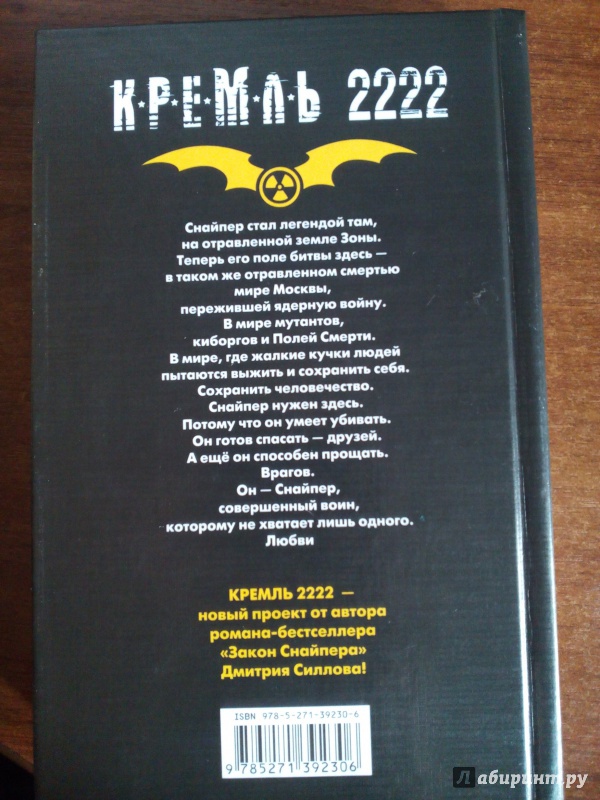 К·Р·Е·М·Л·Ь 2222
Снайпер стал легендой там,
на отравленной земле Зоны.
Теперь его поле битвы здесь —
в таком же отравленном смертью
мире Москвы,
пережившей ядерную войну.
В мире мутантов,
киборгов и Полей Смерти.
В мире, где жалкие кучки людей
пытаются выжить и сохранить себя.
Сохранить человечество.
Снайпер нужен здесь.
Потому что он умеет убивать.
Он готов спасать — друзей.
А ещё он способен прощать.
Врагов.
Он — Снайпер,
совершенный воин,
которому не хватает лишь одного.
Любви
КРЕМЛЬ 2222 —
новый проект от автора
романа-бестселлера
«Закон Снайпера»
Дмитрия Силлова!
ISBN 978-5-271-39230-6
9 785271 392306
Лабиринт.ру